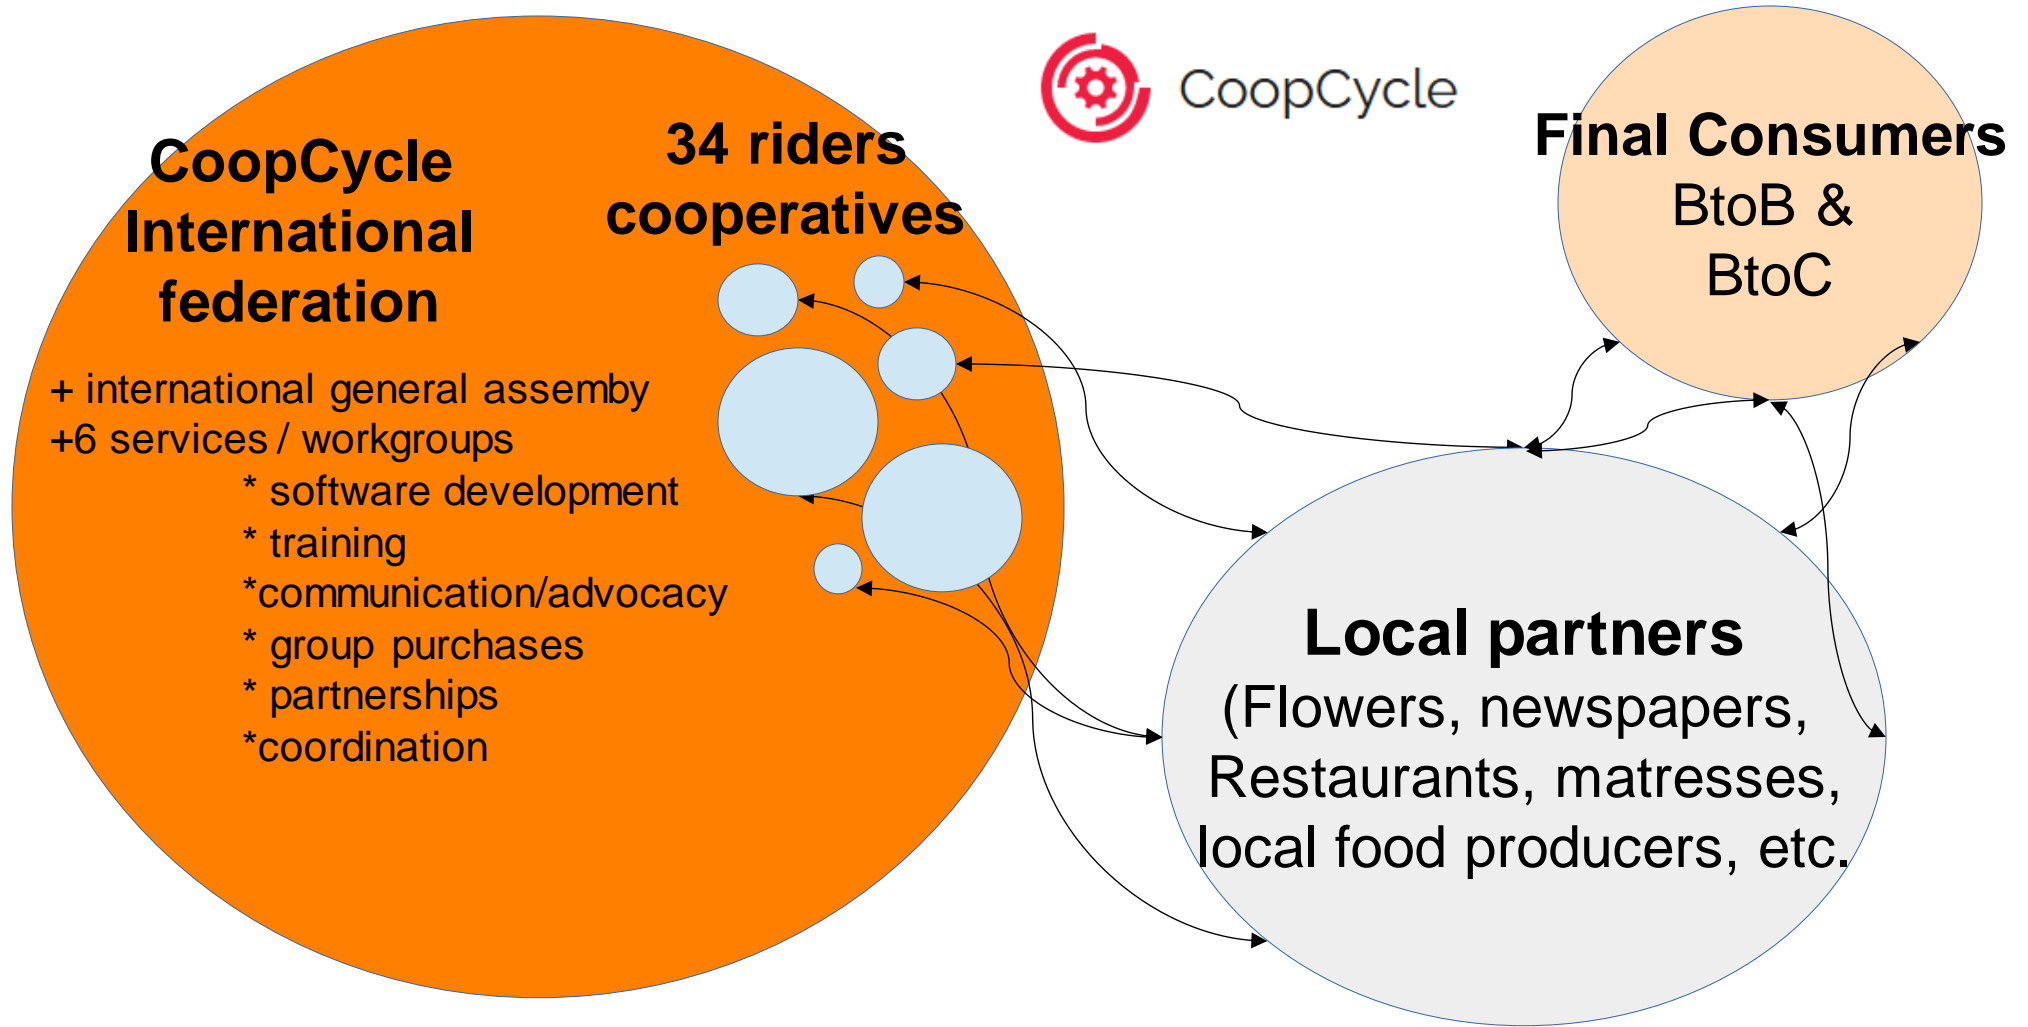 CoopCycle
International
federation
+ international general assemby
+6 services / workgroups
* software development
* training
*communication/advocacy
* group purchases
* partnerships
*coordination
34 riders
cooperatives
CoopCycle
Final Consumers
BtoB &
BtoC
Local partners
(Flowers, newspapers,
Restaurants, matresses,
local food producers, etc.